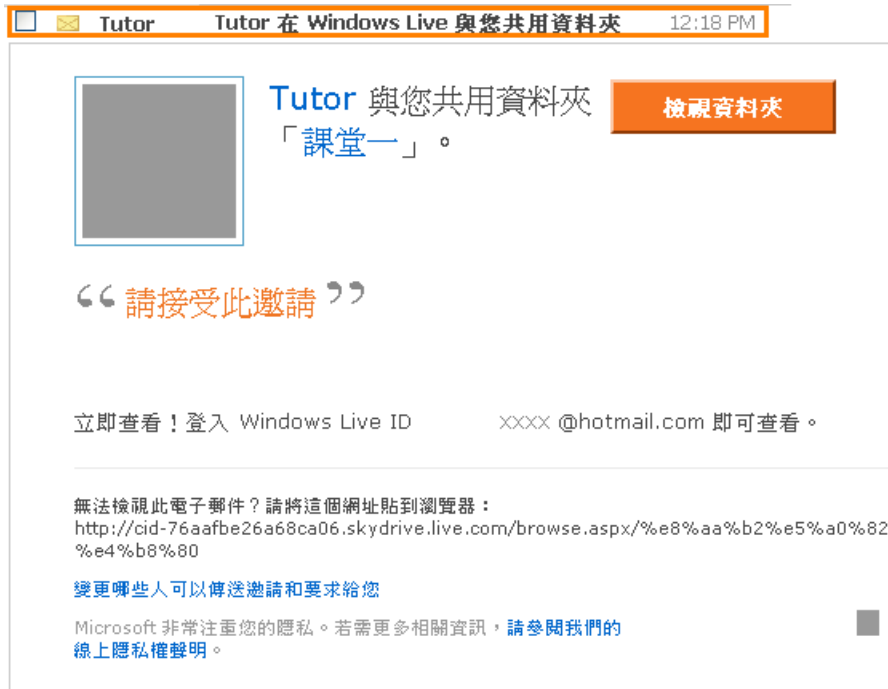 Tutor Tutor 在 Windows Live 與您共用資料夾 12:18 PM
Tutor 與您共用資料夾
「課堂一」。
檢視資料夾
“ 請接受此邀請 ”
立即查看！登入 Windows Live ID XXXX @hotmail.com 即可查看。
無法檢視此電子郵件？請將這個網址貼到瀏覽器：
http://cid-76aafbe26a68ca06.skydrive.live.com/browse.aspx/%e8%aa%b2%e5%a0%82
%e4%b8%80
變更哪些人可以傳送邀請和要求給您
Microsoft 非常注重您的隱私。若需更多相關資訊，請參閱我們的
線上隱私權聲明。